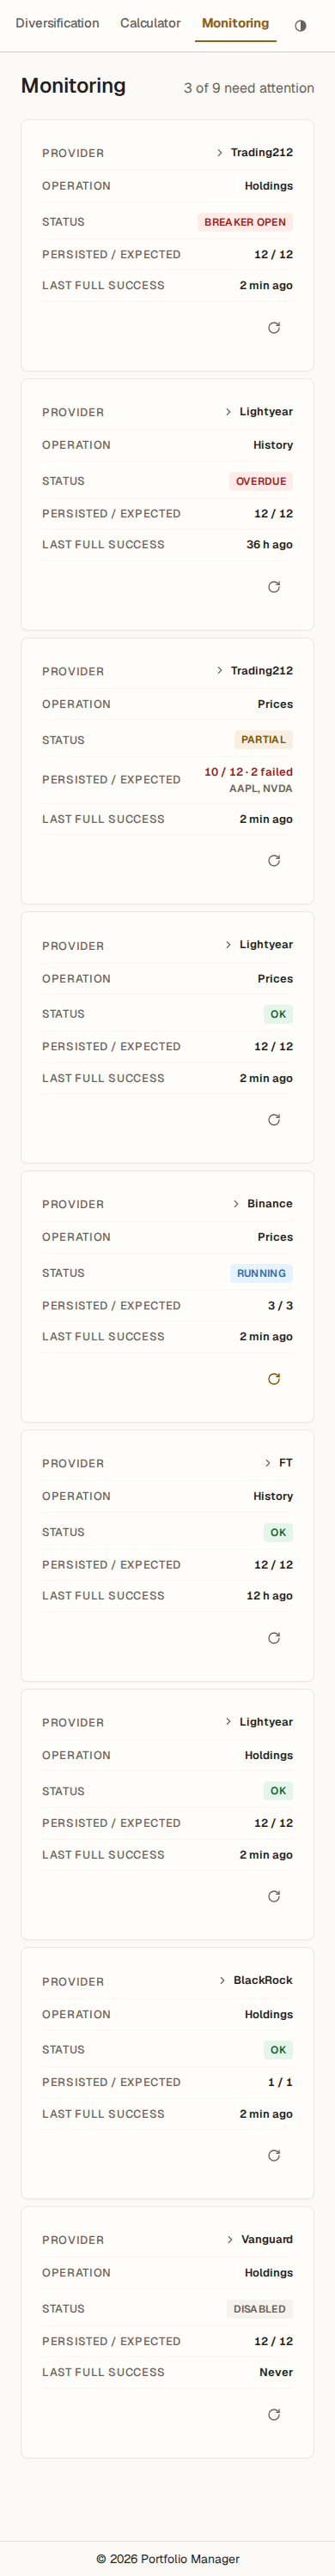 Diversification Calculator Monitoring
Monitoring 3 of 9 need attention
PROVIDER Trading212
OPERATION Holdings
STATUS BREAKER OPEN
PERSISTED / EXPECTED 12 / 12
LAST FULL SUCCESS 2 min ago
PROVIDER Lightyear
OPERATION History
STATUS OVERDUE
PERSISTED / EXPECTED 12 / 12
LAST FULL SUCCESS 36 h ago
PROVIDER Trading212
OPERATION Prices
STATUS PARTIAL
PERSISTED / EXPECTED 10 / 12 · 2 failed
AAPL, NVDA
LAST FULL SUCCESS 2 min ago
PROVIDER Lightyear
OPERATION Prices
STATUS OK
PERSISTED / EXPECTED 12 / 12
LAST FULL SUCCESS 2 min ago
PROVIDER Binance
OPERATION Prices
STATUS RUNNING
PERSISTED / EXPECTED 3 / 3
LAST FULL SUCCESS 2 min ago
PROVIDER FT
OPERATION History
STATUS OK
PERSISTED / EXPECTED 12 / 12
LAST FULL SUCCESS 12 h ago
PROVIDER Lightyear
OPERATION Holdings
STATUS OK
PERSISTED / EXPECTED 12 / 12
LAST FULL SUCCESS 2 min ago
PROVIDER BlackRock
OPERATION Holdings
STATUS OK
PERSISTED / EXPECTED 1 / 1
LAST FULL SUCCESS 2 min ago
PROVIDER Vanguard
OPERATION Holdings
STATUS DISABLED
PERSISTED / EXPECTED 12 / 12
LAST FULL SUCCESS Never
© 2026 Portfolio Manager